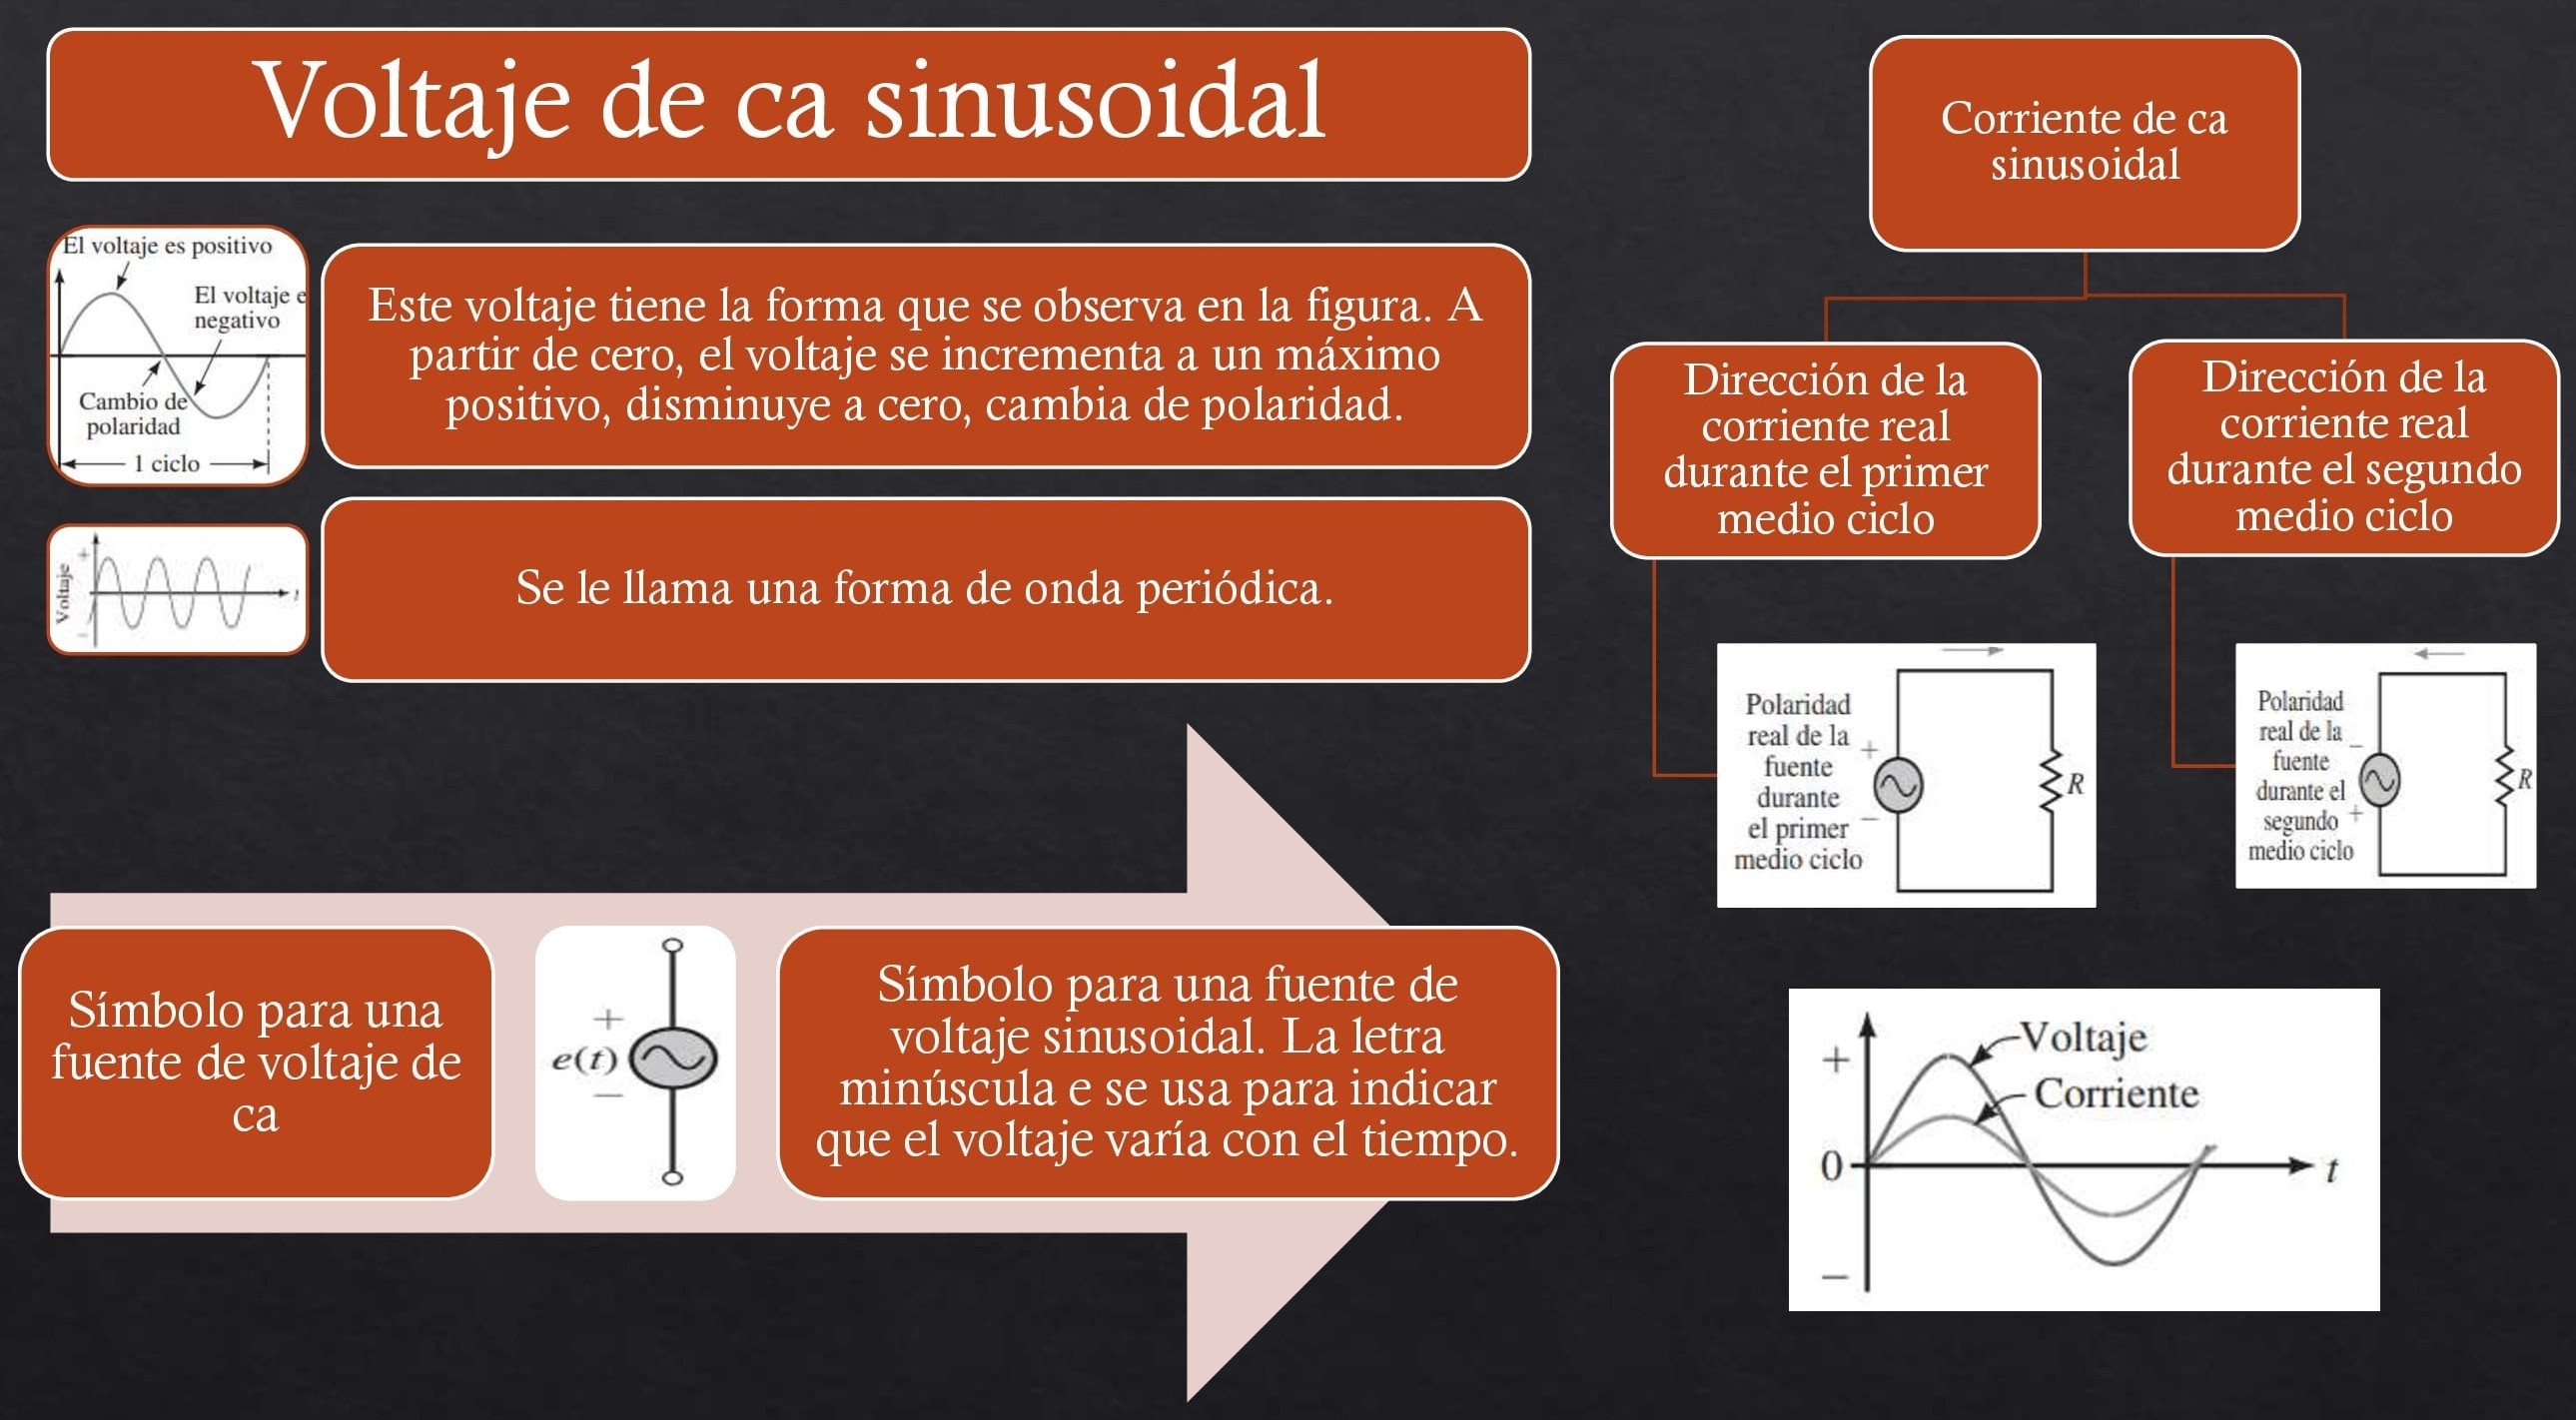 Voltaje de ca sinusoidal
El voltaje es positivo
El voltaje e
negativo
Cambio de
polaridad
1 ciclo
Este voltaje tiene la forma que se observa en la figura. A
partir de cero, el voltaje se incrementa a un máximo
positivo, disminuye a cero, cambia de polaridad.
Voltaje
+
−
t
Se le llama una forma de onda periódica.
Símbolo para una
fuente de voltaje de
ca
+
e(t)
−
Símbolo para una fuente de
voltaje sinusoidal. La letra
minúscula e se usa para indicar
que el voltaje varía con el tiempo.
Corriente de ca
sinusoidal
Dirección de la
corriente real
durante el primer
medio ciclo
Dirección de la
corriente real
durante el segundo
medio ciclo
Polaridad
real de la
fuente
durante
el primer
medio ciclo
+
−
R
Polaridad
real de la
fuente
durante el
segundo
medio ciclo
−
+
R
Voltaje
Corriente
+
0
−
t